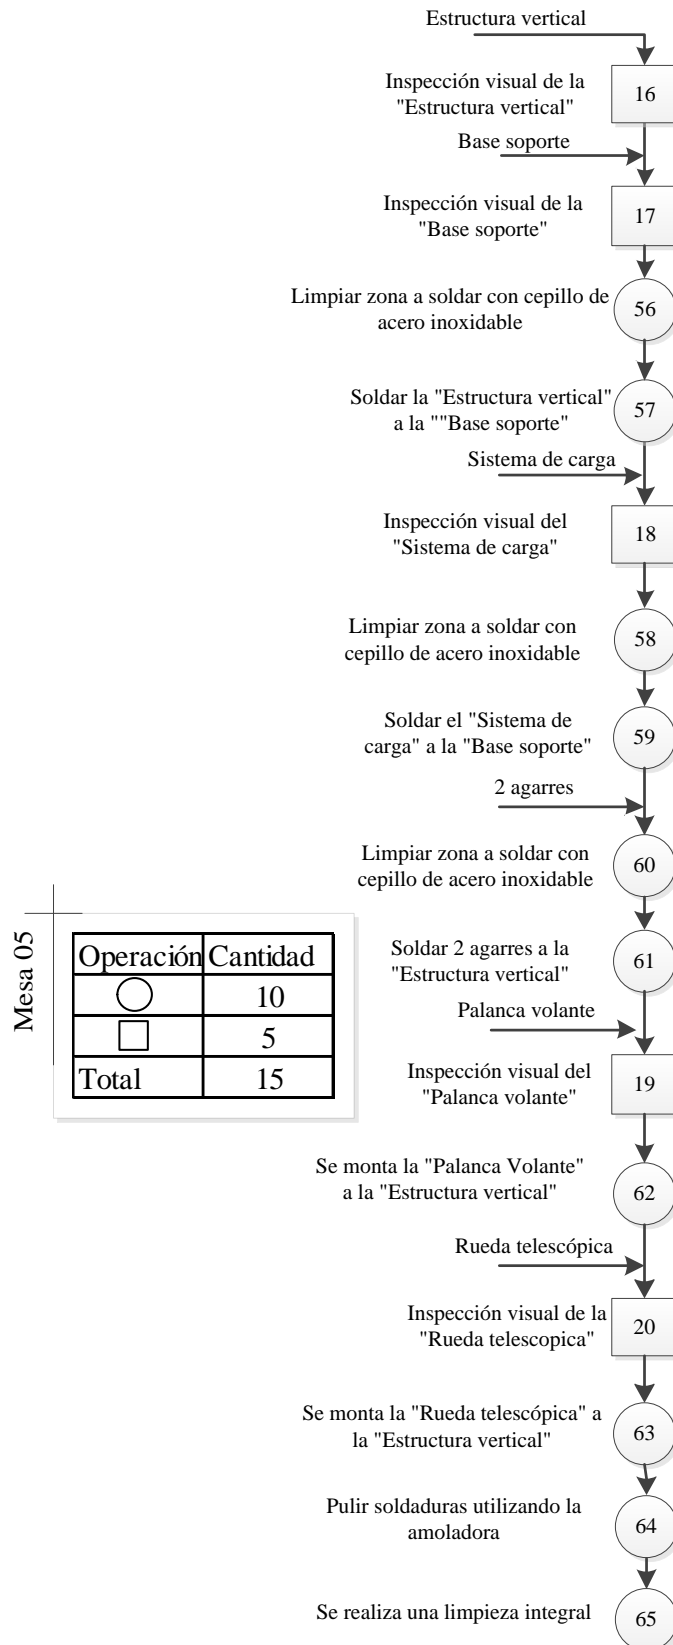 Estructura vertical
Inspección visual de la
"Estructura vertical"
16
Base soporte
Inspección visual de la
"Base soporte"
17
Limpiar zona a soldar con cepillo de
acero inoxidable
56
Soldar la "Estructura vertical"
a la ""Base soporte"
57
Sistema de carga
Inspección visual del
"Sistema de carga"
18
Limpiar zona a soldar con
cepillo de acero inoxidable
58
Soldar el "Sistema de
carga" a la "Base soporte"
59
2 agarres
Limpiar zona a soldar con
cepillo de acero inoxidable
60
Soldar 2 agarres a la
"Estructura vertical"
61
Palanca volante
Inspección visual del
"Palanca volante"
19
Se monta la "Palanca Volante"
a la "Estructura vertical"
62
Rueda telescópica
Inspección visual de la
"Rueda telescopica"
20
Se monta la "Rueda telescópica" a
la "Estructura vertical"
63
Pulir soldaduras utilizando la
amoladora
64
Se realiza una limpieza integral
65
Mesa 05
Operación Cantidad
10
5
Total 15